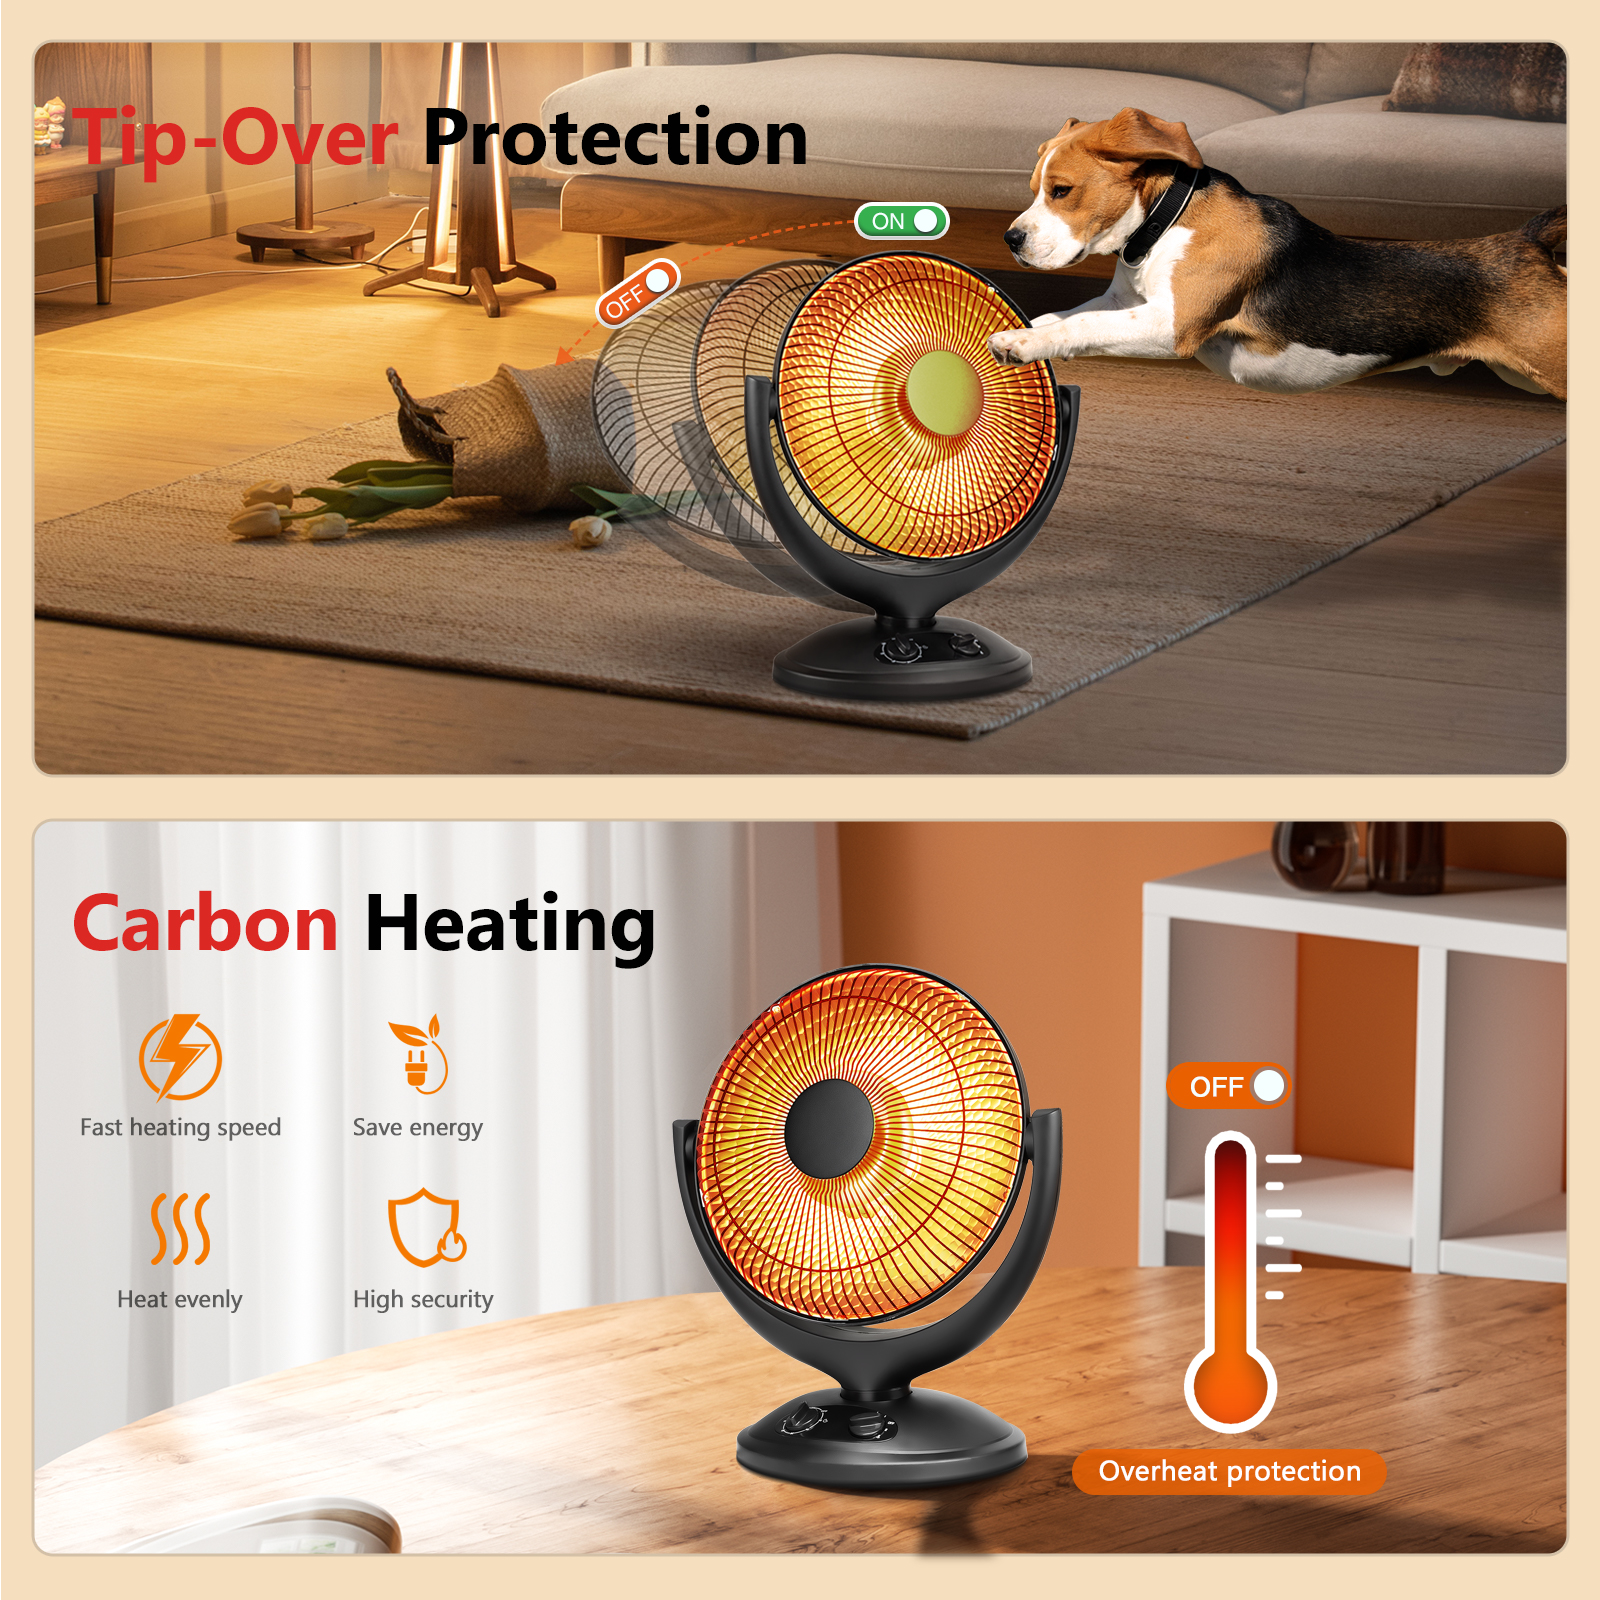 Tip-Over Protection
ON
OFF
Carbon Heating
Fast heating speed
Save energy
Heat evenly
High security
OFF
Overheat protection